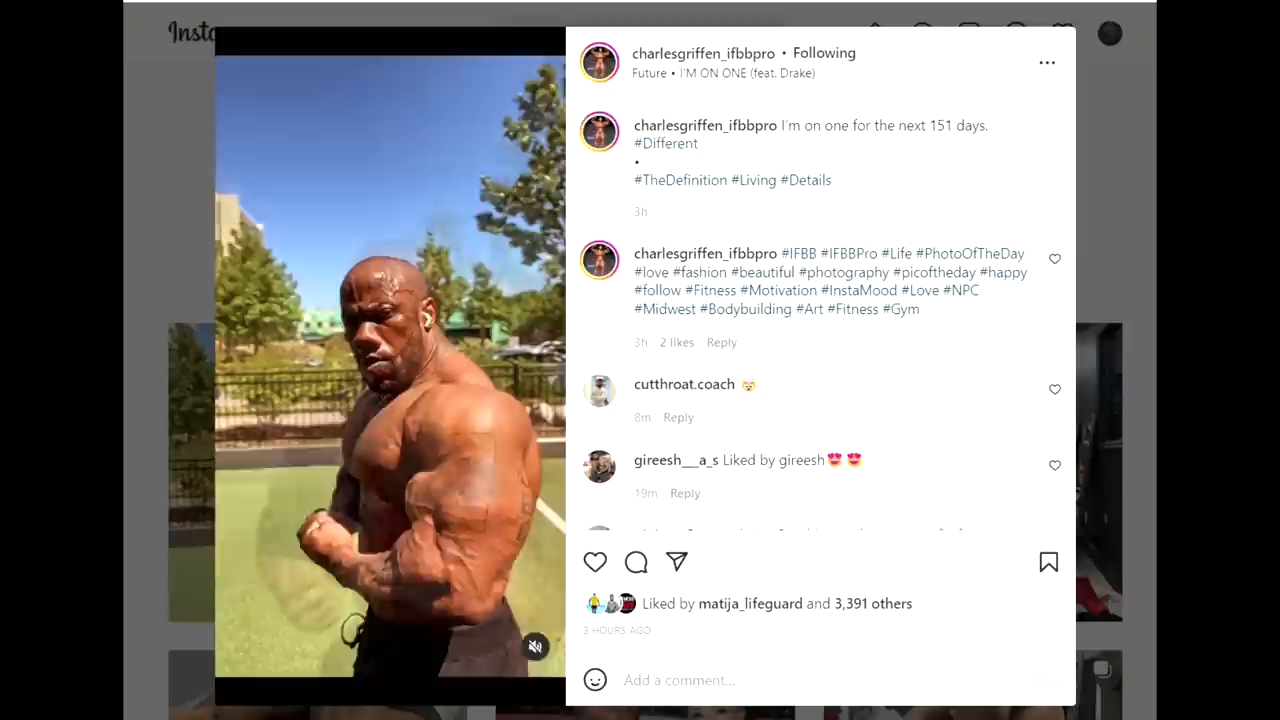 Insta
charlesgriffen_ifbbpro • Following
Future • I'M ON ONE (feat. Drake)
charlesgriffen_ifbbpro I'm on one for the next 151 days.
#Different
•
#TheDefinition #Living #Details
3h
charlesgriffen_ifbbpro #IFBB #IFBBPro #Life #PhotoOfTheDay
#love #fashion #beautiful #photography #picoftheday #happy
#follow #Fitness #Motivation #InstaMood #Love #NPC
#Midwest #Bodybuilding #Art #Fitness #Gym
3h 2 likes Reply
cutthroat.coach
8m Reply
gireesh__a_s Liked by gireesh😍 😍
19m Reply
Liked by matija_lifeguard and 3,391 others
3 HOURS AGO
Add a comment...